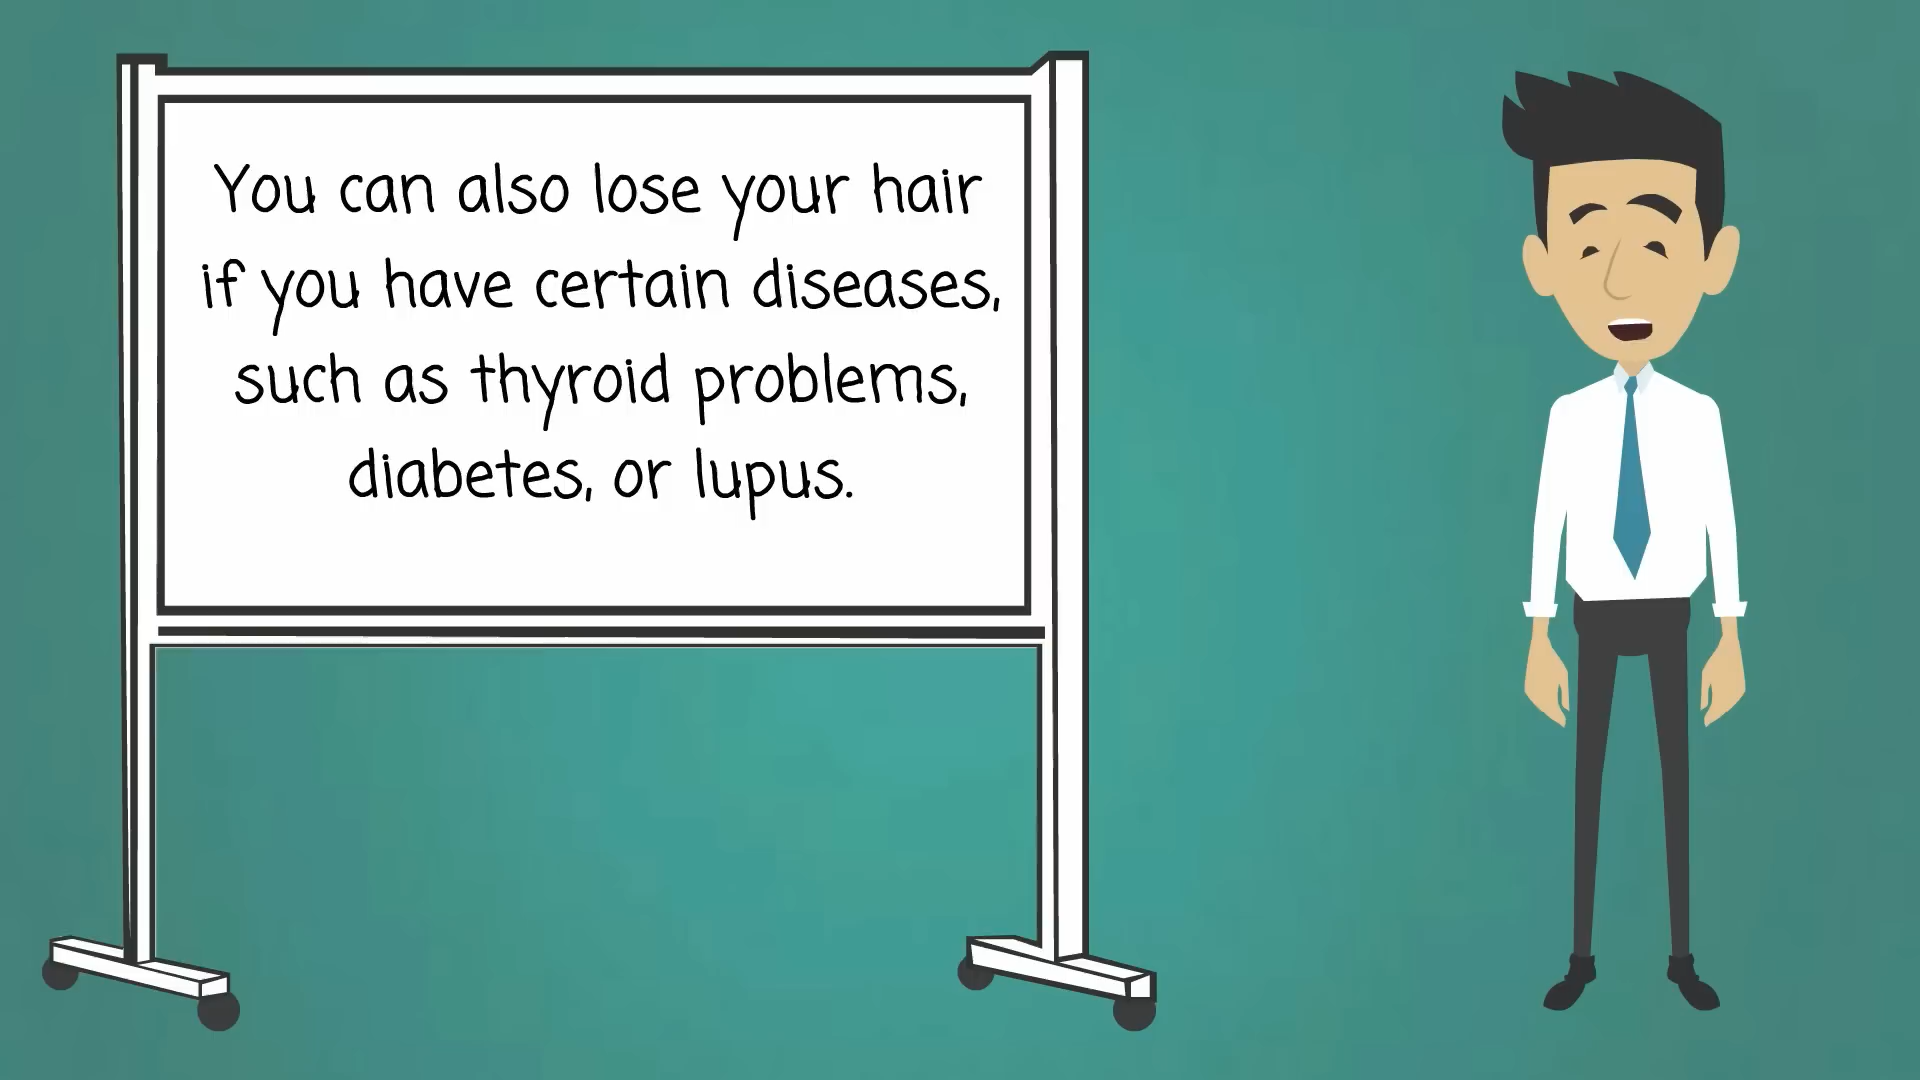 You can also lose your hair
if you have certain diseases,
such as thyroid problems,
diabetes, or lupus.